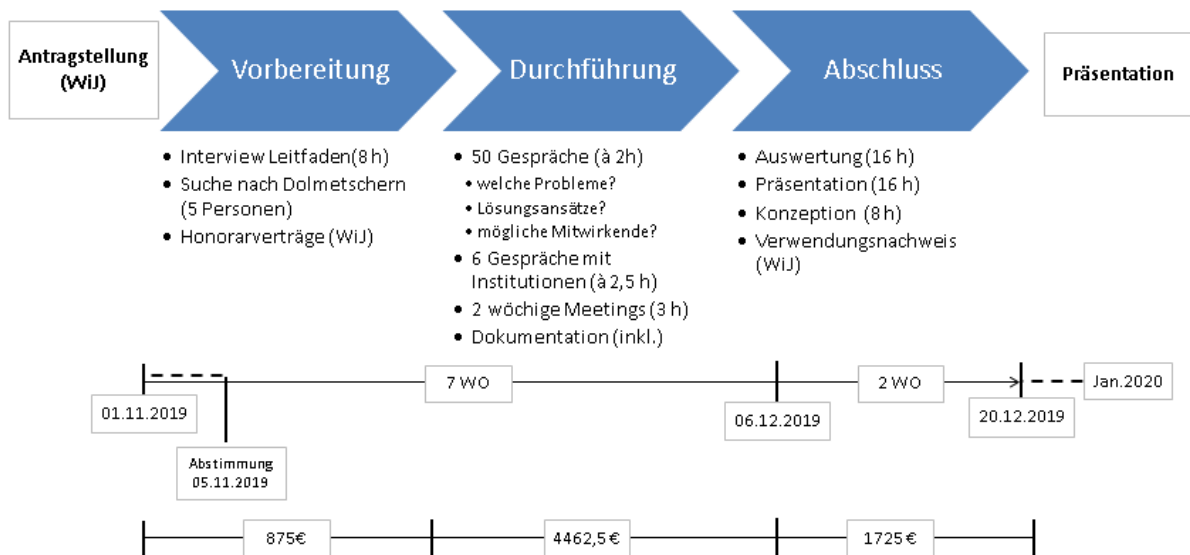 Antragstellung
(WiJ)
Vorbereitung
Durchführung
Abschluss
Präsentation
• Interview Leitfaden(8 h)
• Suche nach Dolmetschern
(5 Personen)
• Honorarverträge (WiJ)
• 50 Gespräche (à 2h)
• welche Probleme?
• Lösungsansätze?
• mögliche Mitwirkende?
• 6 Gespräche mit
Institutionen (à 2,5 h)
• 2 wöchige Meetings (3 h)
• Dokumentation (inkl.)
• Auswertung (16 h)
• Präsentation (16 h)
• Konzeption (8 h)
• Verwendungsnachweis
(WiJ)
7 WO
2 WO
Jan.2020
01.11.2019
06.12.2019
20.12.2019
Abstimmung
05.11.2019
875€
4462,5 €
1725 €